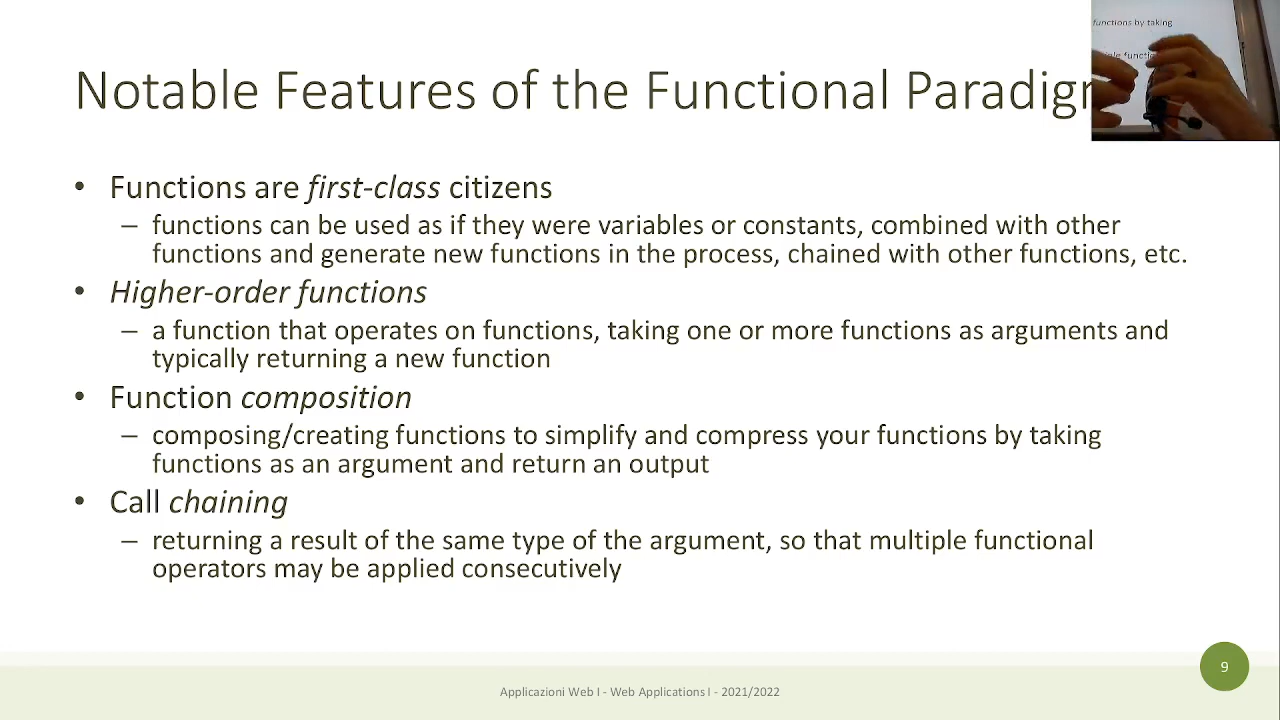 Notable Features of the Functional Paradigm
functions by taking
• Functions are first-class citizens
– functions can be used as if they were variables or constants, combined with other
functions and generate new functions in the process, chained with other functions, etc.
• Higher-order functions
– a function that operates on functions, taking one or more functions as arguments and
typically returning a new function
• Function composition
– composing/creating functions to simplify and compress your functions by taking
functions as an argument and return an output
• Call chaining
– returning a result of the same type of the argument, so that multiple functional
operators may be applied consecutively
Applicazioni Web I - Web Applications I - 2021/2022
9